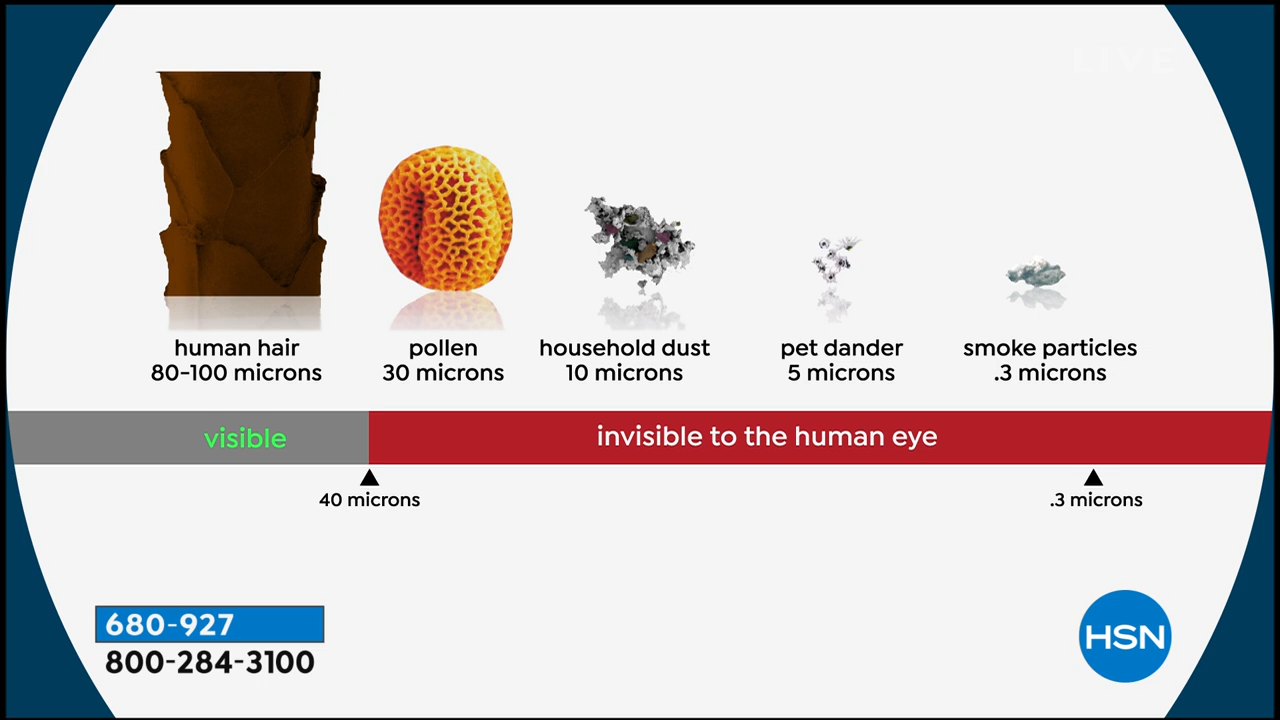 LIVE
human hair
80-100 microns
pollen
30 microns
household dust
10 microns
pet dander
5 microns
smoke particles
.3 microns
visible
invisible to the human eye
40 microns
.3 microns
680-927
800-284-3100
HSN